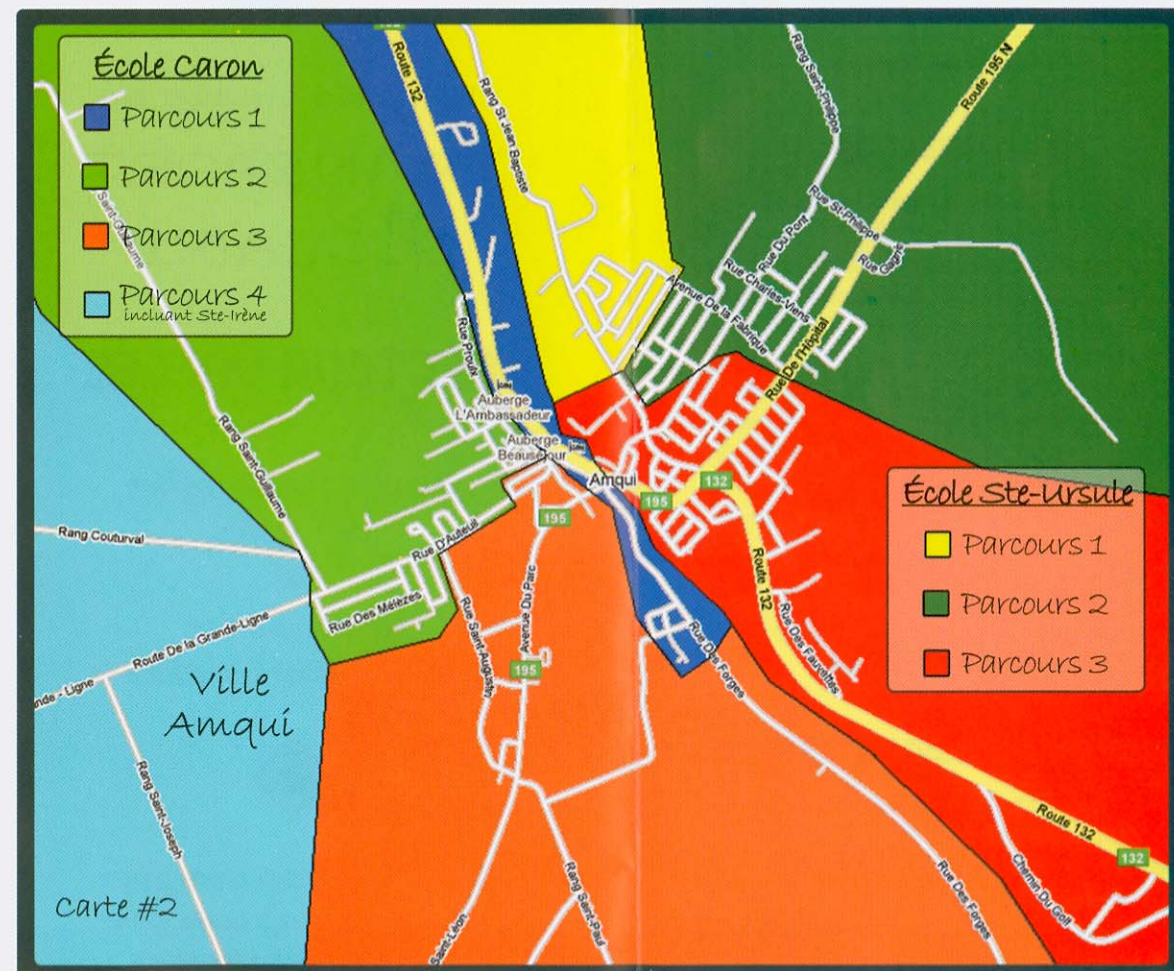 École Caron
Parcours 1
Parcours 2
Parcours 3
Parcours 4
incluant Ste-Irène
École Ste-Ursule
Parcours 1
Parcours 2
Parcours 3
Ville
Amqui
Carte #2
Route 132
Rang St Jean Baptiste
Rang Saint-Philippe
Route 195 N
Rue St-Philippe
Rue Du Pont
Rue Gagné
Rue Charles-Viens
Avenue De la Fabrique
Rue De l'Hôpital
Rue Proulx
Auberge
L'Ambassadeur
Auberge
Beauséjour
Amqui
195
132
195
Rang Saint-Guillaume
Rang Couturval
Rue D'Auteuil
Rue Des Mélèzes
Route De la Grande-Ligne
nde - Ligne
Rang Saint-Joseph
Rue Saint-Augustin
Avenue Du Parc
195
Route 132
Rue Des Fauvettes
Rue Des Forges
Route 132
132
Chemin Du Golf
Rue Des Forges
Rang Saint-Paul
Saint-Léon